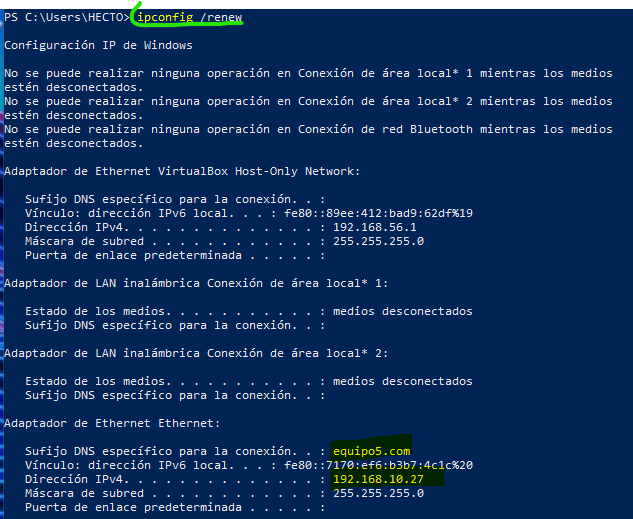 PS C:\Users\HECTO> ipconfig /renew
Configuración IP de Windows
No se puede realizar ninguna operación en Conexión de área local* 1 mientras los medios
estén desconectados.
No se puede realizar ninguna operación en Conexión de área local* 2 mientras los medios
estén desconectados.
No se puede realizar ninguna operación en Conexión de red Bluetooth mientras los medios
estén desconectados.
Adaptador de Ethernet VirtualBox Host-Only Network:
Sufijo DNS específico para la conexión. . :
Vínculo: dirección IPv6 local. . . : fe80::89ee:412:bad9:62df%19
Dirección IPv4. . . . . . . . . . . . . . : 192.168.56.1
Máscara de subred . . . . . . . . . . . . : 255.255.255.0
Puerta de enlace predeterminada . . . . . :
Adaptador de LAN inalámbrica Conexión de área local* 1:
Estado de los medios. . . . . . . . . . . : medios desconectados
Sufijo DNS específico para la conexión. . :
Adaptador de LAN inalámbrica Conexión de área local* 2:
Estado de los medios. . . . . . . . . . . : medios desconectados
Sufijo DNS específico para la conexión. . :
Adaptador de Ethernet Ethernet:
Sufijo DNS específico para la conexión. . : equipo5.com
Vínculo: dirección IPv6 local. . . : fe80::7170:ef6:b3b7:4c1c%20
Dirección IPv4. . . . . . . . . . . . . . : 192.168.10.27
Máscara de subred . . . . . . . . . . . . : 255.255.255.0
Puerta de enlace predeterminada . . . . . :